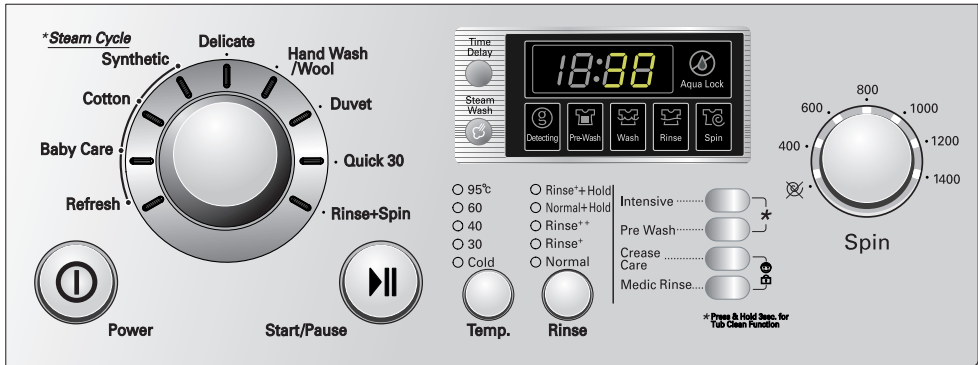 *Steam Cycle
Synthetic
Delicate
Hand Wash
/Wool
Cotton
Duvet
Baby Care
Quick 30
Refresh
Rinse+Spin
Power
Start/Pause
Time
Delay
Steam
Wash
18:38
Aqua Lock
Detecting
Pre-Wash
Wash
Rinse
Spin
95°c
60
40
30
Cold
Temp.
Rinse⁺+Hold
Normal+Hold
Rinse⁺⁺
Rinse⁺
Normal
Rinse
Intensive
Pre Wash
Crease
Care
Medic Rinse
*
*Press & Hold 3sec. for
Tub Clean Function
400
600
800
1000
1200
1400
Spin